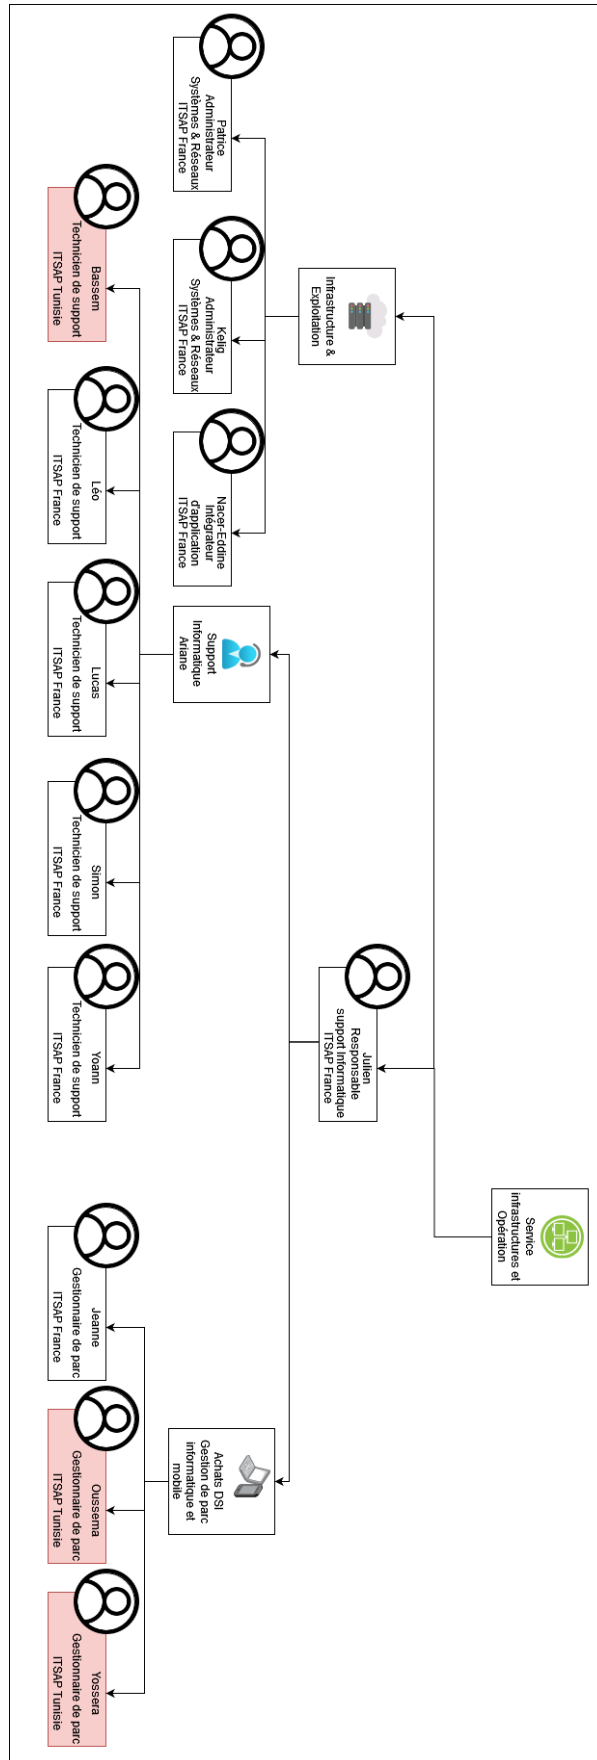 Service
infrastructures et
Opération
Infrastructure &
Exploitation
Julien
Responsable
support Informatique
ITSAP France
Patrice
Administrateur
Systèmes & Réseaux
ITSAP France
Kelig
Administrateur
Systèmes & Réseaux
ITSAP France
Nacer-Eddine
Intégrateur
d'application
ITSAP France
Support
Informatique
Ariane
Achats DSI
Gestion de parc
informatique et
mobile
Bassem
Technicien de support
ITSAP Tunisie
Léo
Technicien de support
ITSAP France
Lucas
Technicien de support
ITSAP France
Simon
Technicien de support
ITSAP France
Yoann
Technicien de support
ITSAP France
Jeanne
Gestionnaire de parc
ITSAP France
Oussema
Gestionnaire de parc
ITSAP Tunisie
Yossera
Gestionnaire de parc
ITSAP Tunisie